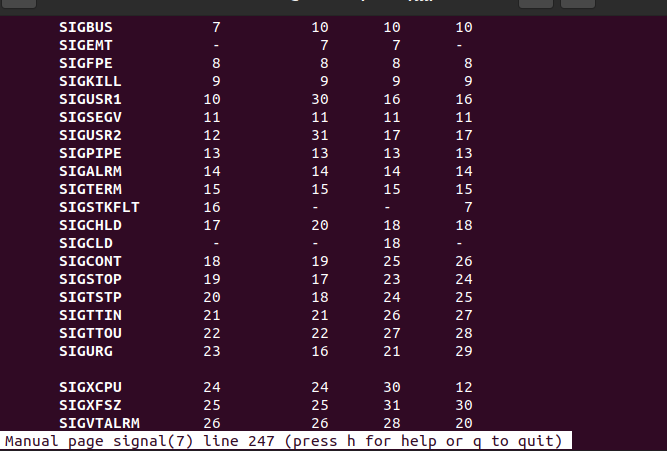 SIGBUS 7 10 10 10
SIGEMT - 7 7 -
SIGFPE 8 8 8 8
SIGKILL 9 9 9 9
SIGUSR1 10 30 16 16
SIGSEGV 11 11 11 11
SIGUSR2 12 31 17 17
SIGPIPE 13 13 13 13
SIGALRM 14 14 14 14
SIGTERM 15 15 15 15
SIGSTKFLT 16 - - 7
SIGCHLD 17 20 18 18
SIGCLD - - 18 -
SIGCONT 18 19 25 26
SIGSTOP 19 17 23 24
SIGTSTP 20 18 24 25
SIGTTIN 21 21 26 27
SIGTTOU 22 22 27 28
SIGURG 23 16 21 29
SIGXCPU 24 24 30 12
SIGXFSZ 25 25 31 30
SIGVTALRM 26 26 28 20
Manual page signal(7) line 247 (press h for help or q to quit)